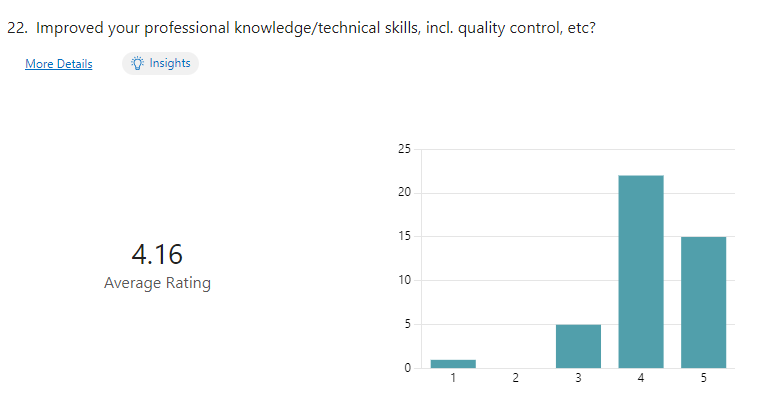 22. Improved your professional knowledge/technical skills, incl. quality control, etc?
More Details
Insights
4.16
Average Rating
25
20
15
10
5
0
1 2 3 4 5